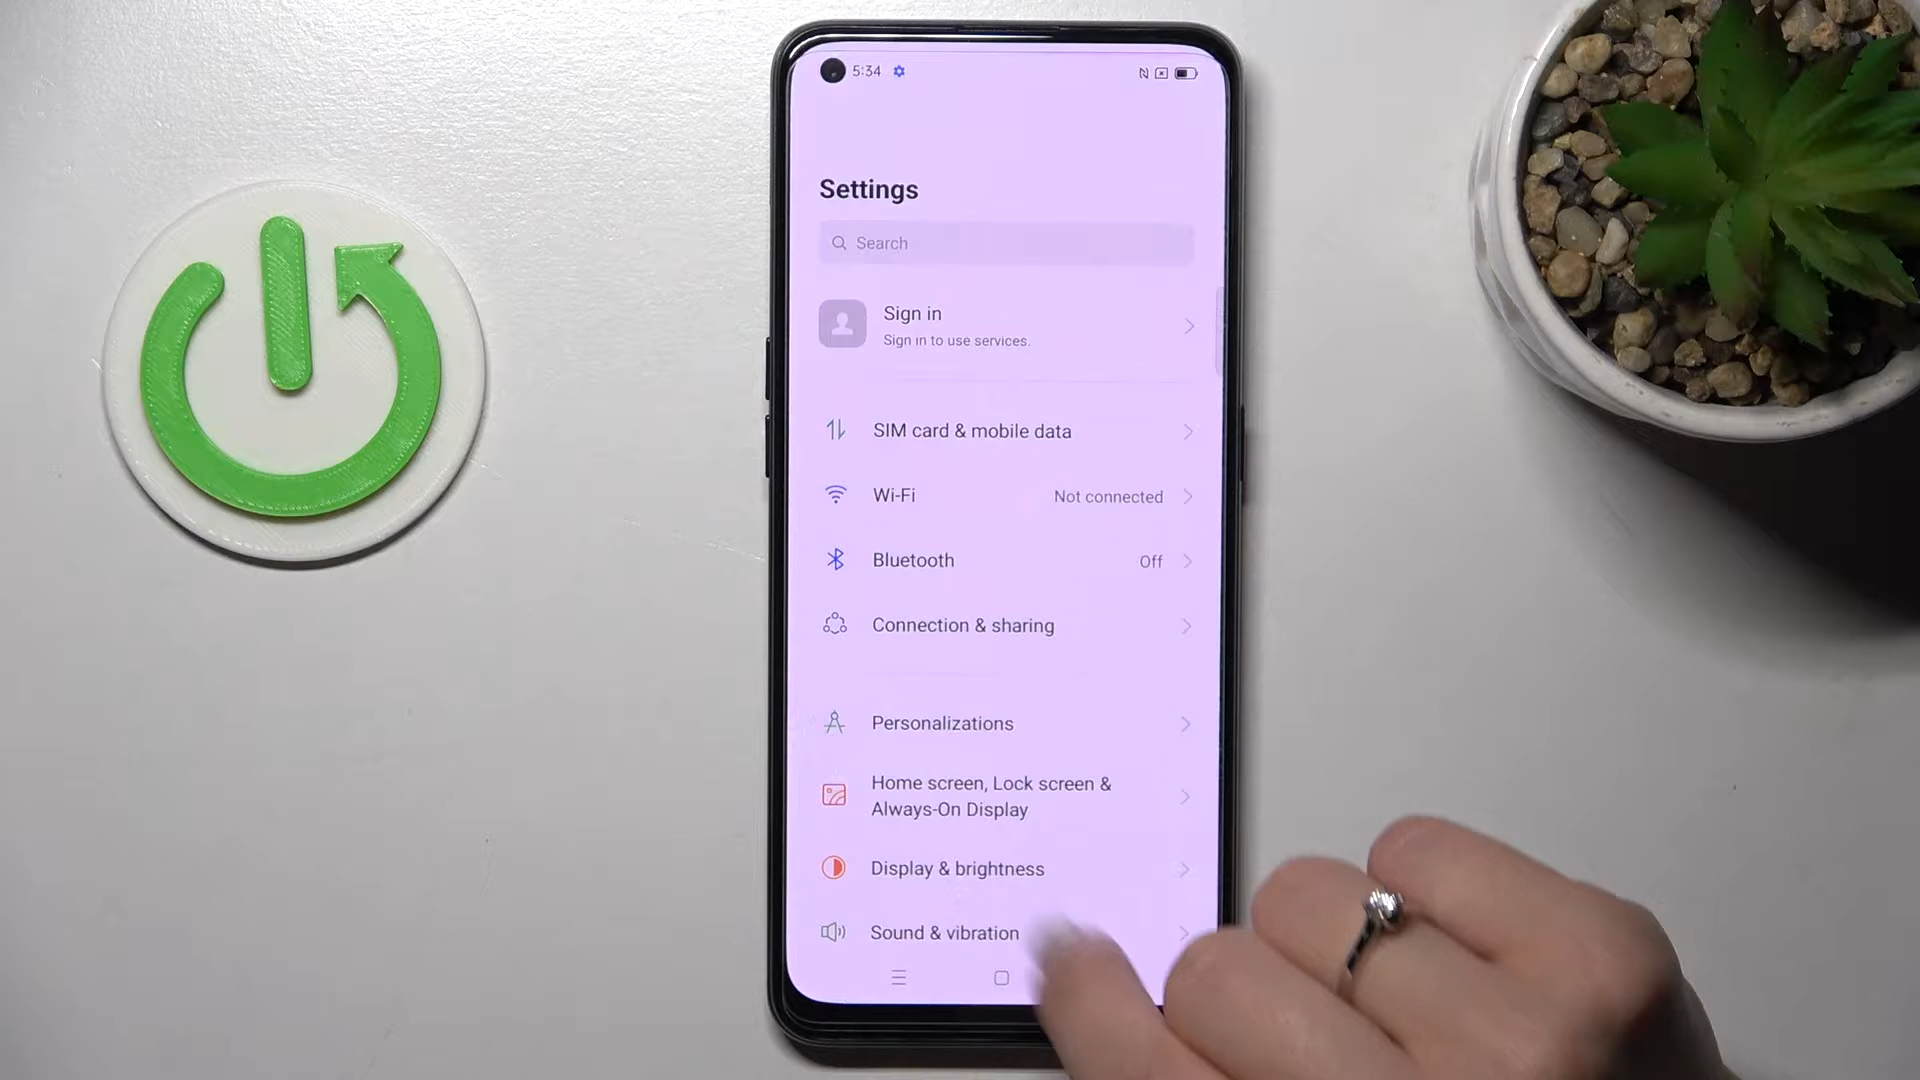 5:34
Settings
Search
Sign in
Sign in to use services.
SIM card & mobile data
Wi-Fi Not connected
Bluetooth Off
Connection & sharing
Personalizations
Home screen, Lock screen &
Always-On Display
Display & brightness
Sound & vibration